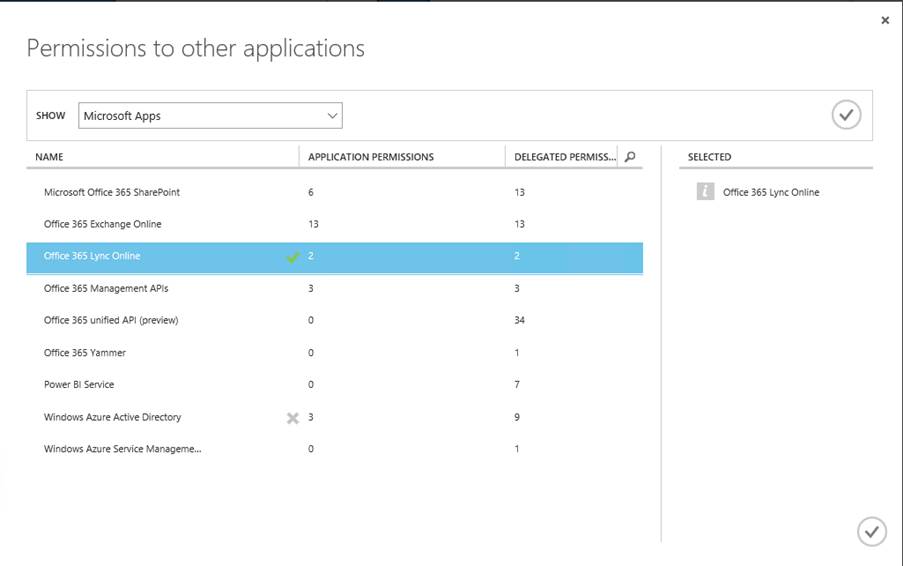 Permissions to other applications
SHOW Microsoft Apps
NAME APPLICATION PERMISSIONS DELEGATED PERMISS... SELECTED
Microsoft Office 365 SharePoint 6 13 Office 365 Lync Online
Office 365 Exchange Online 13 13
Office 365 Lync Online 2 2
Office 365 Management APIs 3 3
Office 365 unified API (preview) 0 34
Office 365 Yammer 0 1
Power BI Service 0 7
Windows Azure Active Directory 3 9
Windows Azure Service Manageme... 0 1